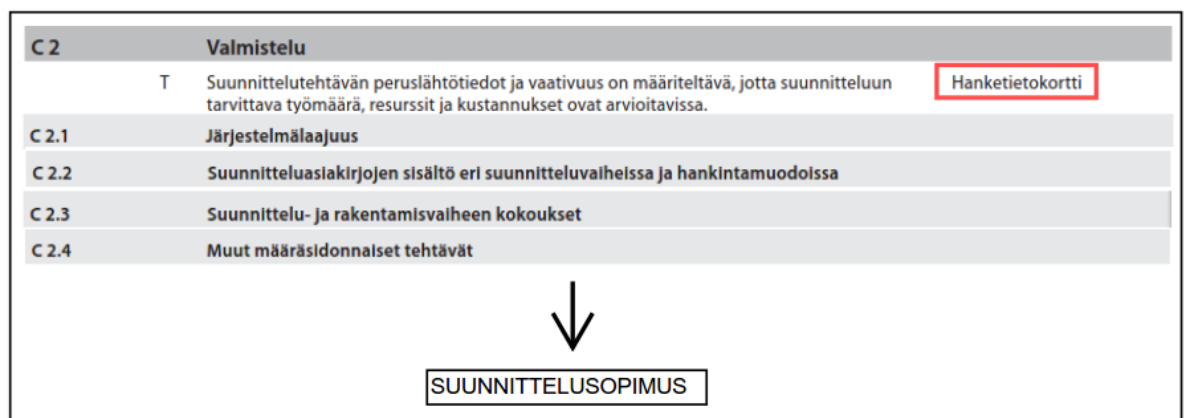 C 2 Valmistelu
T Suunnittelutehtävän peruslähtötiedot ja vaativuus on määriteltävä, jotta suunnitteluun Hanketietokortti
tarvittava työmäärä, resurssit ja kustannukset ovat arvioitavissa.
C 2.1 Järjestelmälaajuus
C 2.2 Suunnitteluasiakirjojen sisältö eri suunnitteluvaiheissa ja hankintamuodoissa
C 2.3 Suunnittelu- ja rakentamisvaiheen kokoukset
C 2.4 Muut määräsidonnaiset tehtävät
SUUNNITTELUSOPIMUS